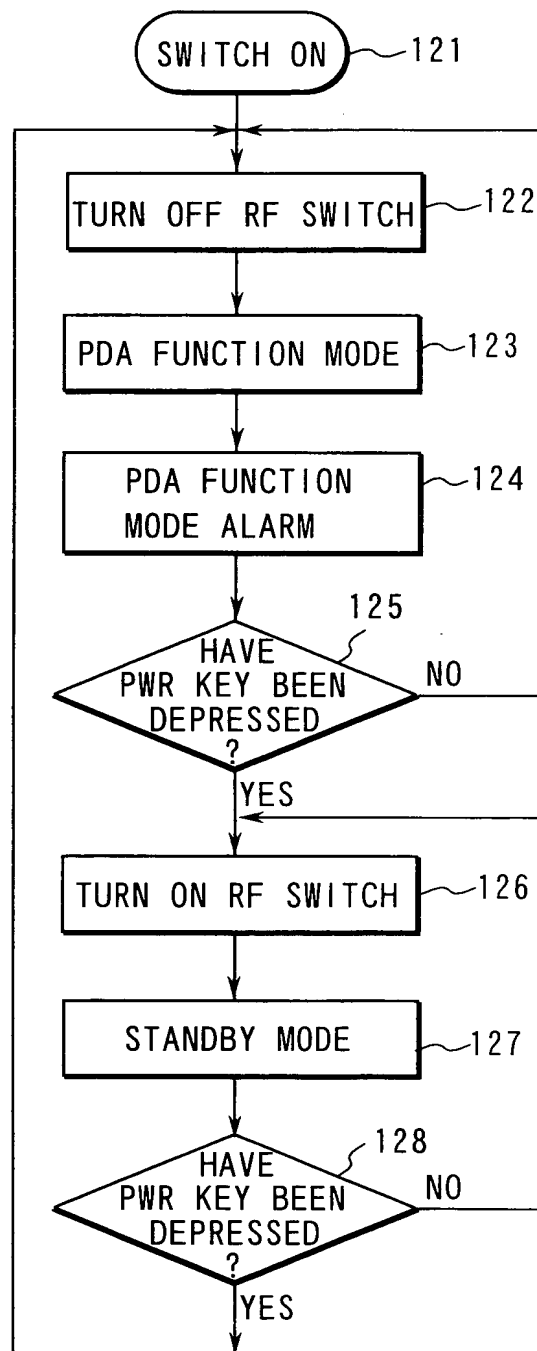 SWITCH ON
121
TURN OFF RF SWITCH
122
PDA FUNCTION MODE
123
PDA FUNCTION
MODE ALARM
124
125
HAVE
PWR KEY BEEN
DEPRESSED
?
NO
YES
TURN ON RF SWITCH
126
STANDBY MODE
127
128
HAVE
PWR KEY BEEN
DEPRESSED
?
NO
YES